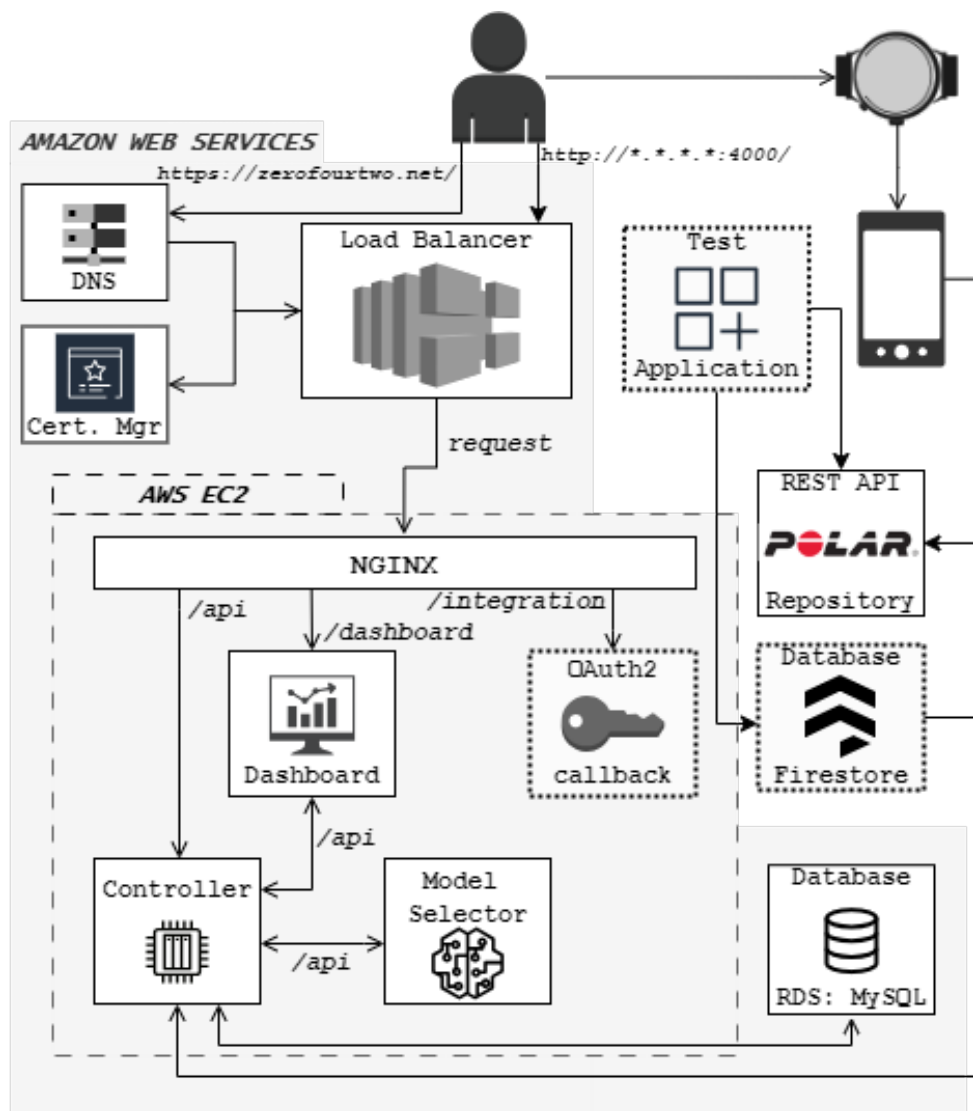 AMAZON WEB SERVICES
https://zerofourtwo.net/
http://*.*.*.*:4000/
DNS
Cert. Mgr
Load Balancer
Test
Application
request
REST API
POLAR
Repository
AWS EC2
NGINX
/api
/dashboard
/integration
Dashboard
OAuth2
callback
Database
Firestore
/api
Controller
/api
Model
Selector
Database
RDS: MySQL